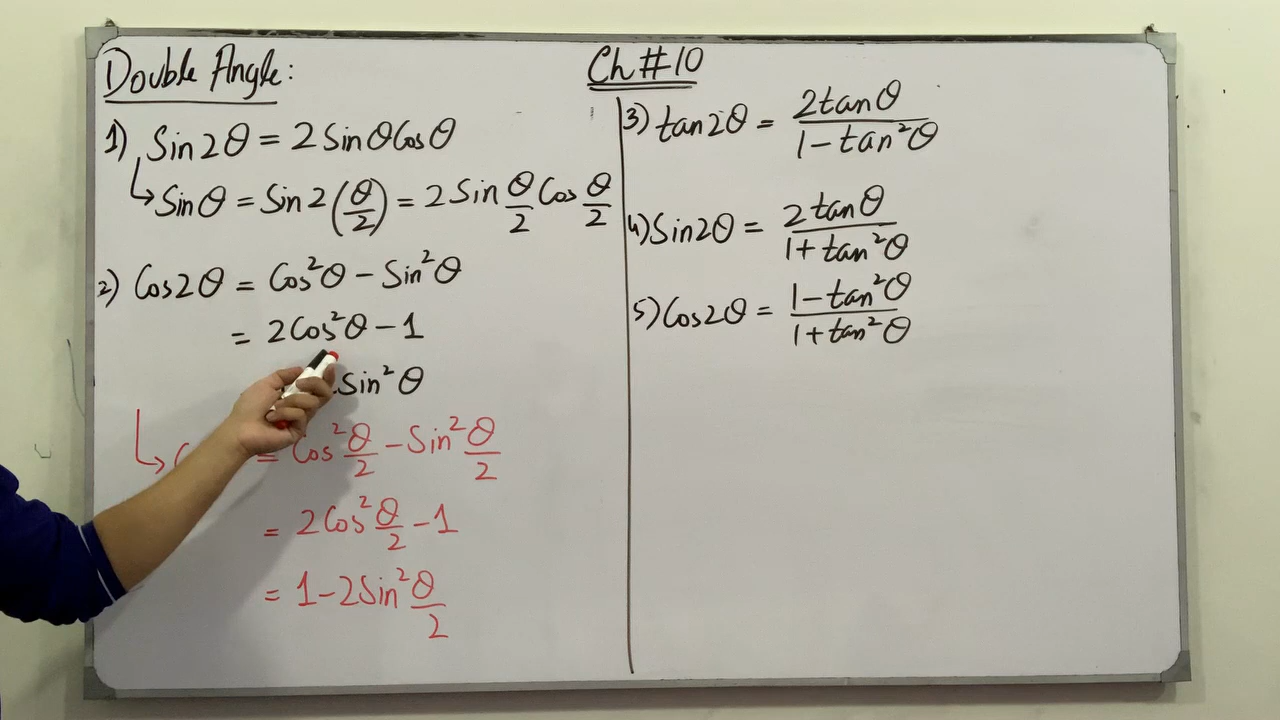 Double Angle:
Ch #10
1) Sin2θ = 2SinθCosθ
↳ Sinθ = Sin2(θ/2) = 2Sin θ/2 Cos θ/2
2) Cos2θ = Cos²θ - Sin²θ
= 2Cos²θ - 1
Sin²θ
= Cos² θ/2 - Sin² θ/2
= 2Cos² θ/2 - 1
= 1 - 2Sin² θ/2
3) tan2θ = 2tanθ / 1 - tan²θ
4) Sin2θ = 2tanθ / 1 + tan²θ
5) Cos2θ = 1 - tan²θ / 1 + tan²θ